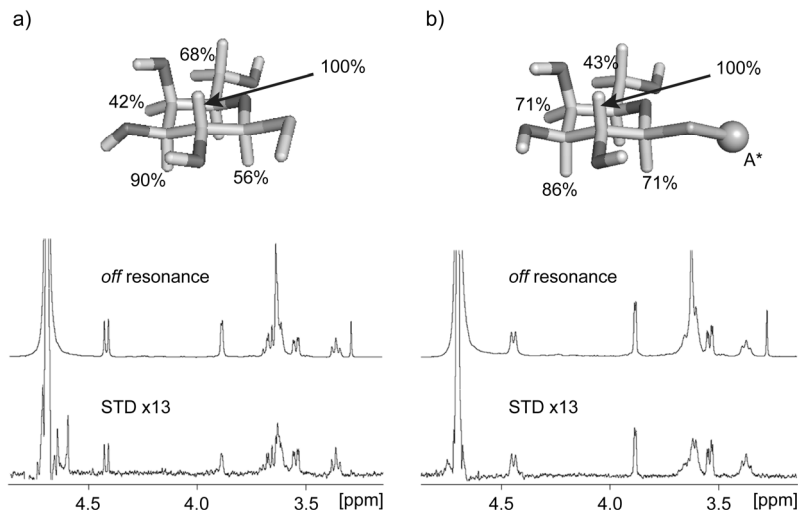 a)
68%
100%
42%
90%
56%
off resonance
STD x13
4.5
4.0
3.5
[ppm]
b)
43%
100%
71%
A*
86%
71%
off resonance
STD x13
4.5
4.0
3.5
[ppm]